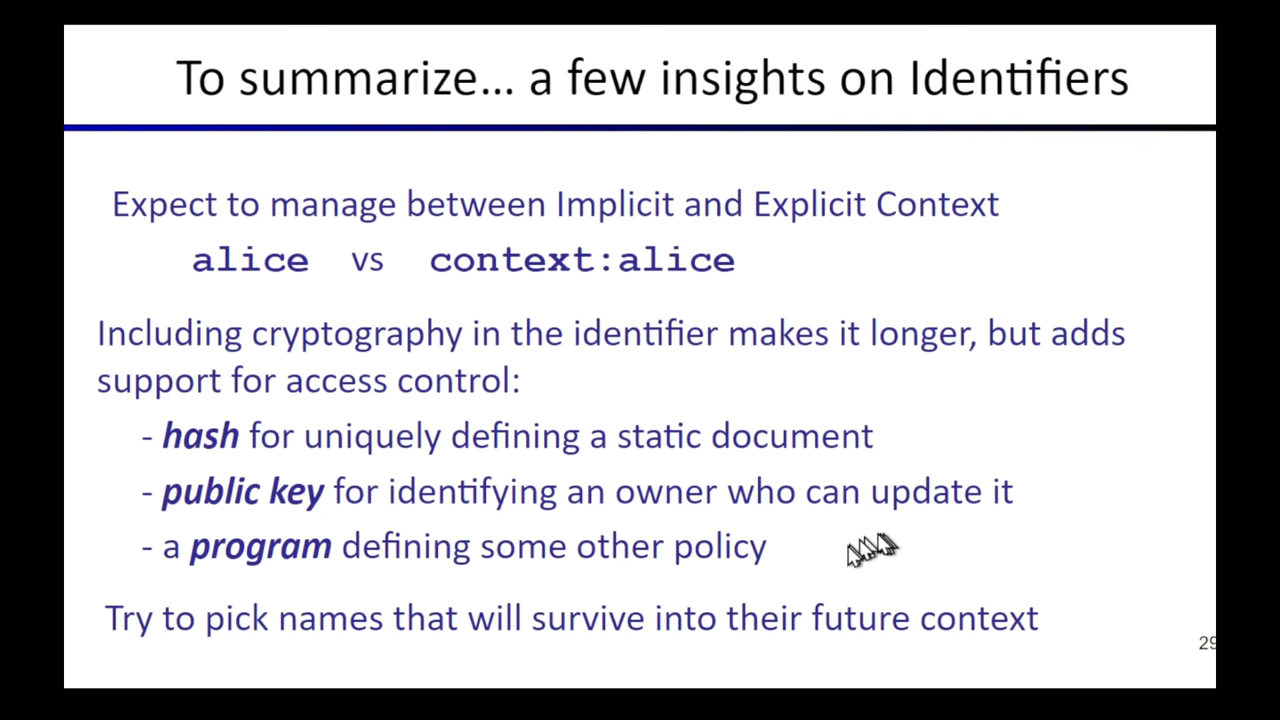 To summarize... a few insights on Identifiers
Expect to manage between Implicit and Explicit Context
alice vs context:alice
Including cryptography in the identifier makes it longer, but adds
support for access control:
- hash for uniquely defining a static document
- public key for identifying an owner who can update it
- a program defining some other policy
Try to pick names that will survive into their future context
29